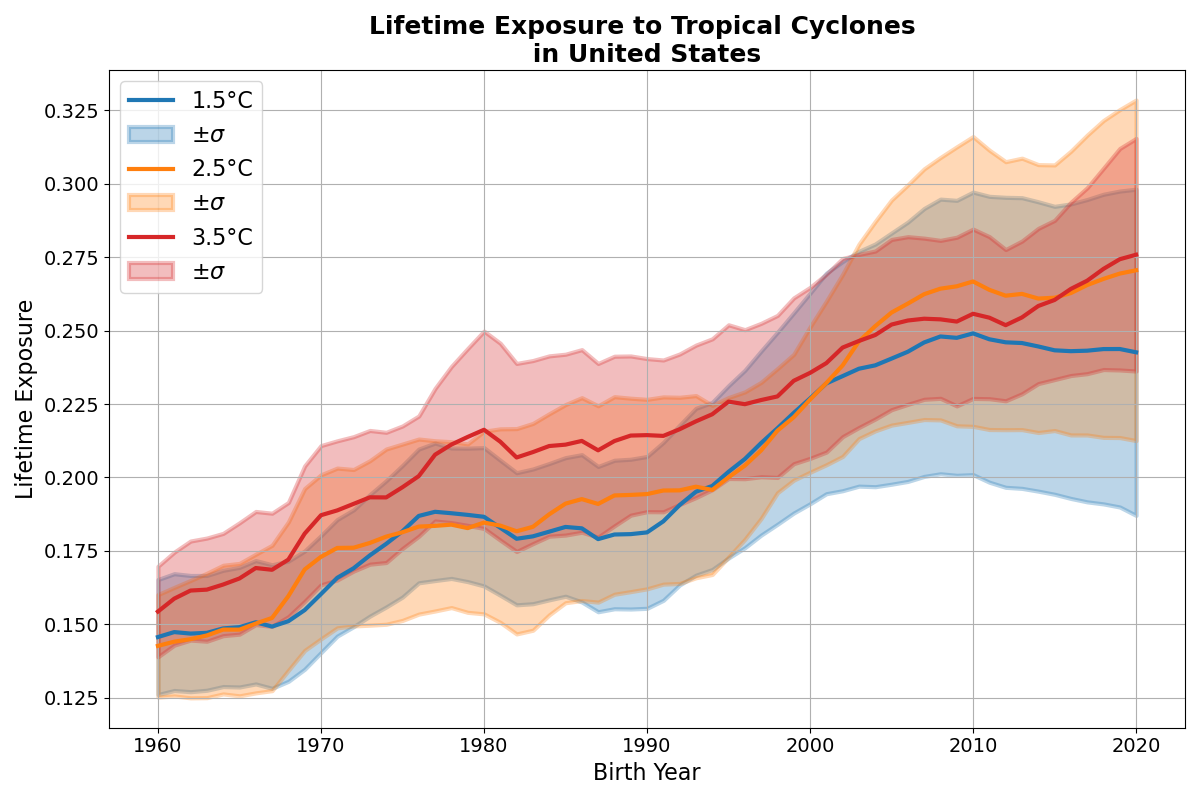 Lifetime Exposure to Tropical Cyclones
in United States
1.5°C
±σ
2.5°C
±σ
3.5°C
±σ
Lifetime Exposure
0.325
0.300
0.275
0.250
0.225
0.200
0.175
0.150
0.125
1960 1970 1980 1990 2000 2010 2020
Birth Year